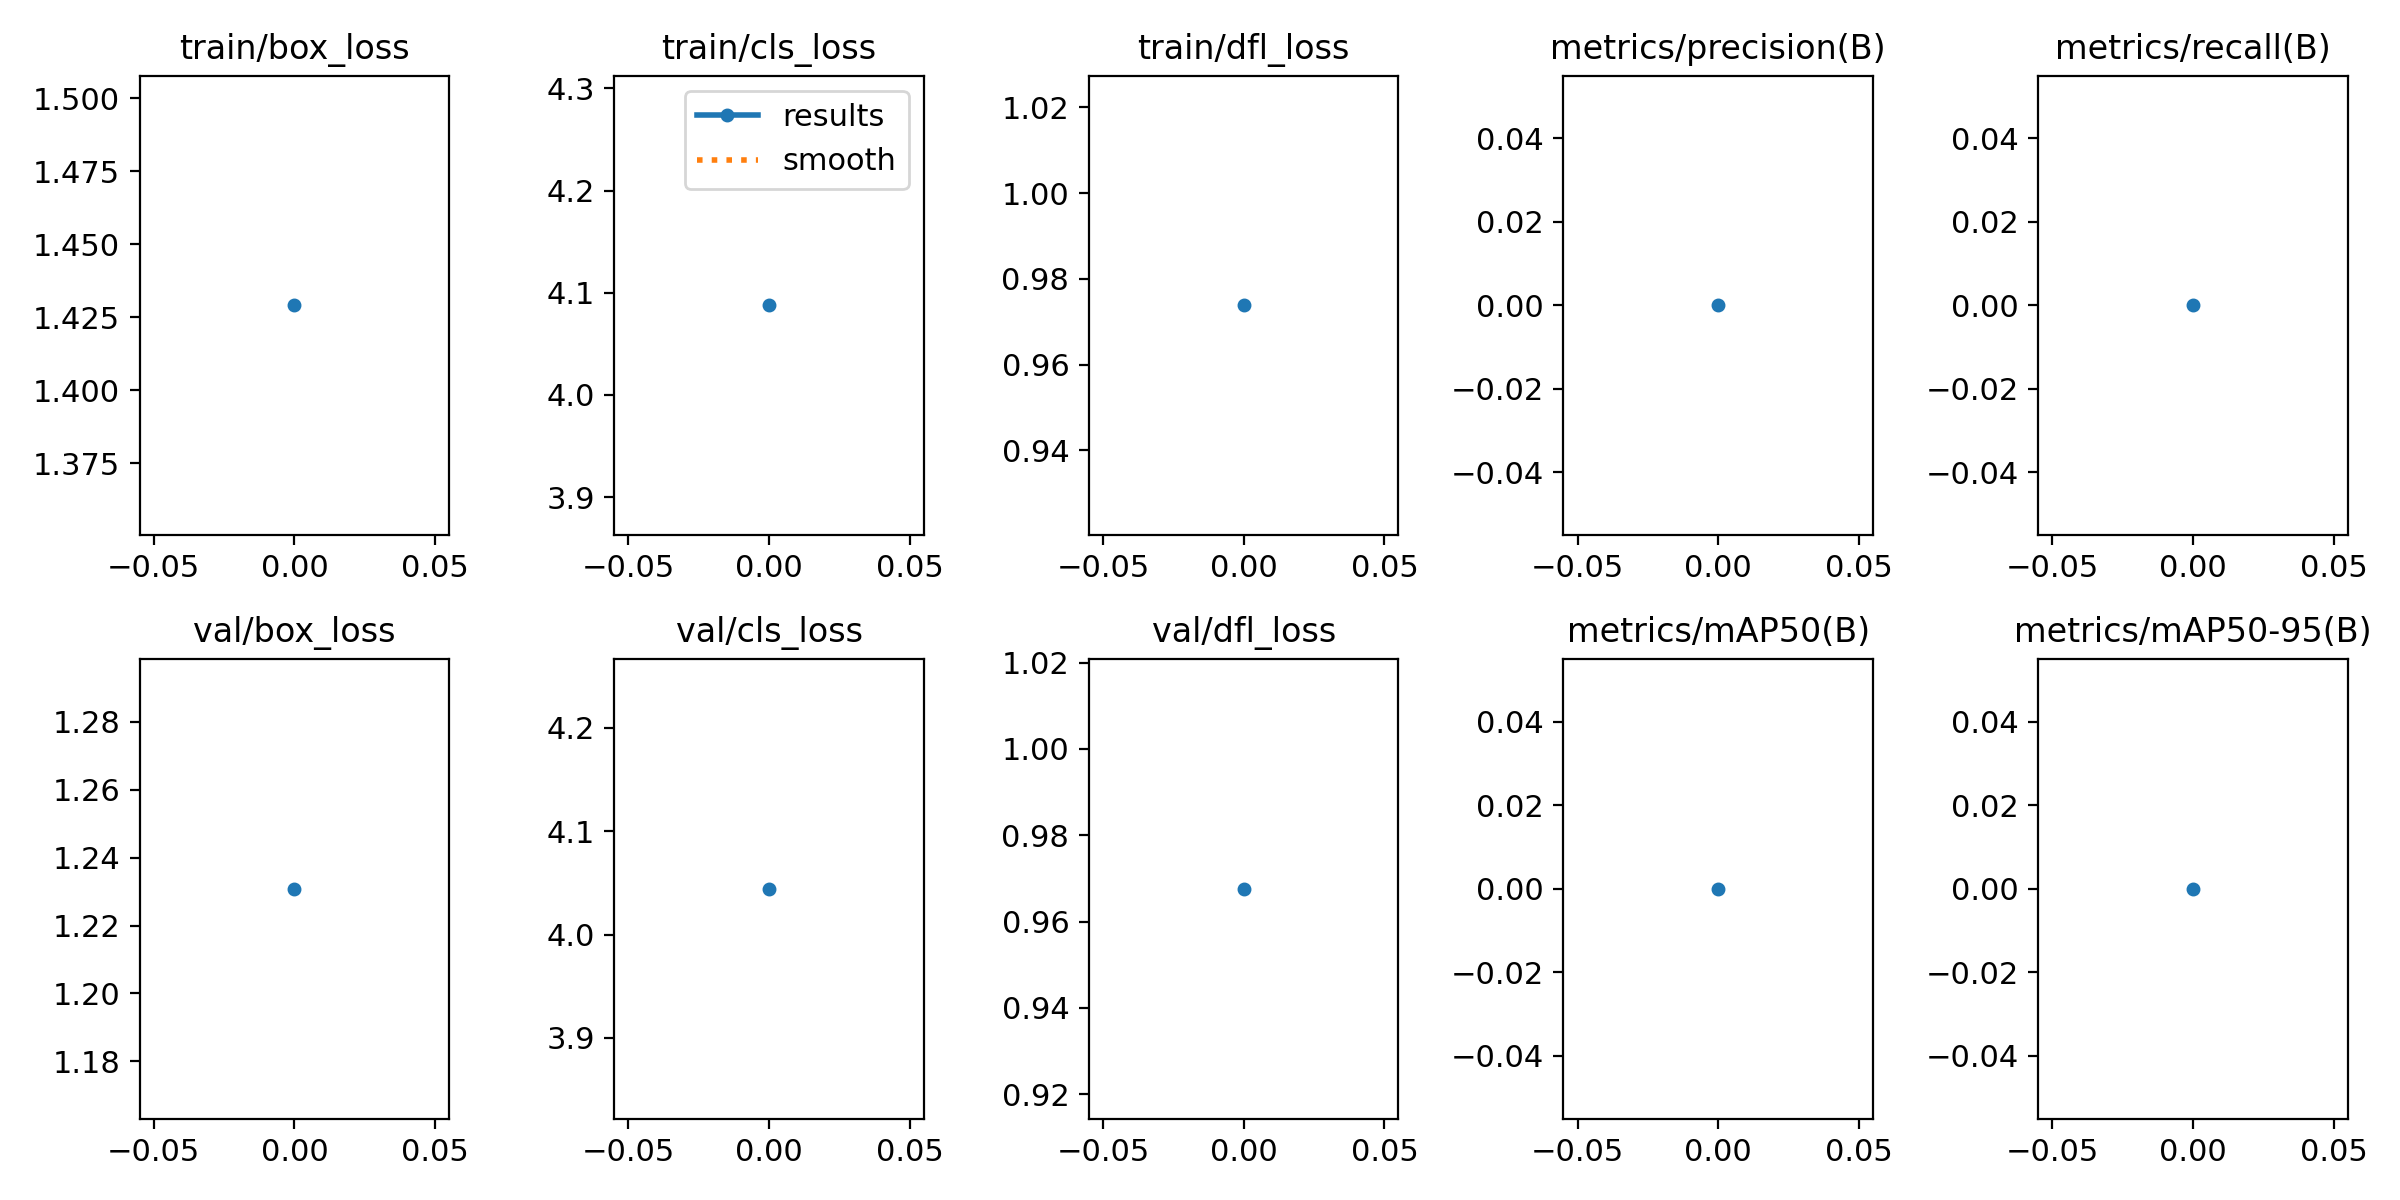 train/box_loss
1.500
1.475
1.450
1.425
1.400
1.375
−0.05 0.00 0.05
train/cls_loss
4.3
4.2
4.1
4.0
3.9
results
smooth
−0.05 0.00 0.05
train/dfl_loss
1.02
1.00
0.98
0.96
0.94
−0.05 0.00 0.05
metrics/precision(B)
0.04
0.02
0.00
−0.02
−0.04
−0.05 0.00 0.05
metrics/recall(B)
0.04
0.02
0.00
−0.02
−0.04
−0.05 0.00 0.05
val/box_loss
1.28
1.26
1.24
1.22
1.20
1.18
−0.05 0.00 0.05
val/cls_loss
4.2
4.1
4.0
3.9
−0.05 0.00 0.05
val/dfl_loss
1.02
1.00
0.98
0.96
0.94
0.92
−0.05 0.00 0.05
metrics/mAP50(B)
0.04
0.02
0.00
−0.02
−0.04
−0.05 0.00 0.05
metrics/mAP50-95(B)
0.04
0.02
0.00
−0.02
−0.04
−0.05 0.00 0.05